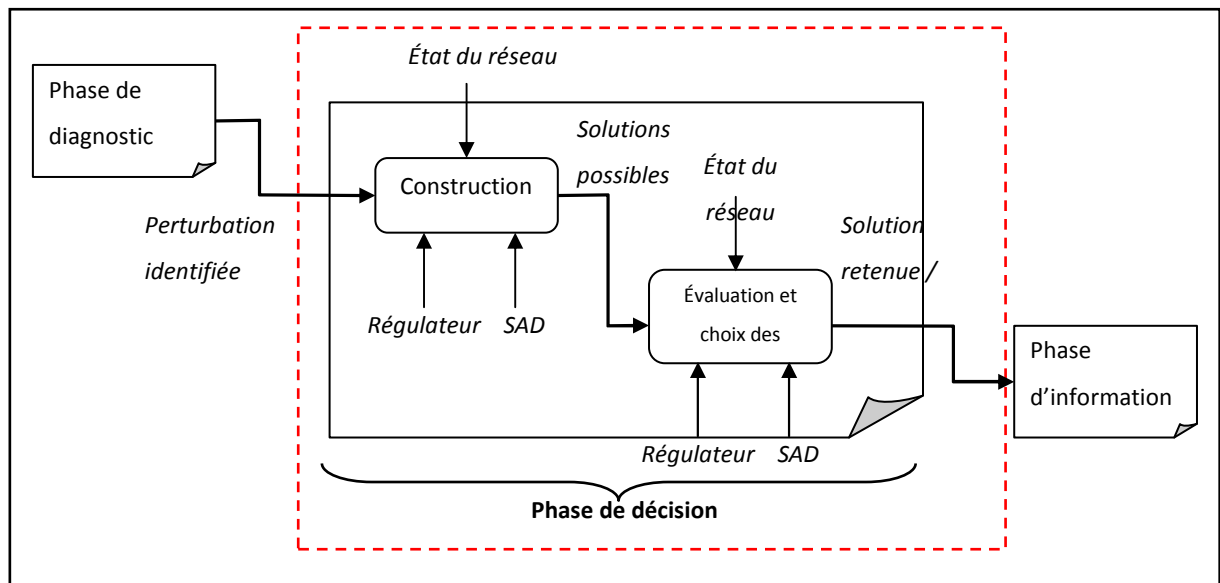 État du réseau
Phase de
diagnostic
Solutions
possibles
Construction
État du
réseau
Perturbation
identifiée
Solution
retenue /
Régulateur
SAD
Évaluation et
choix des
Phase
d’information
Régulateur
SAD
Phase de décision